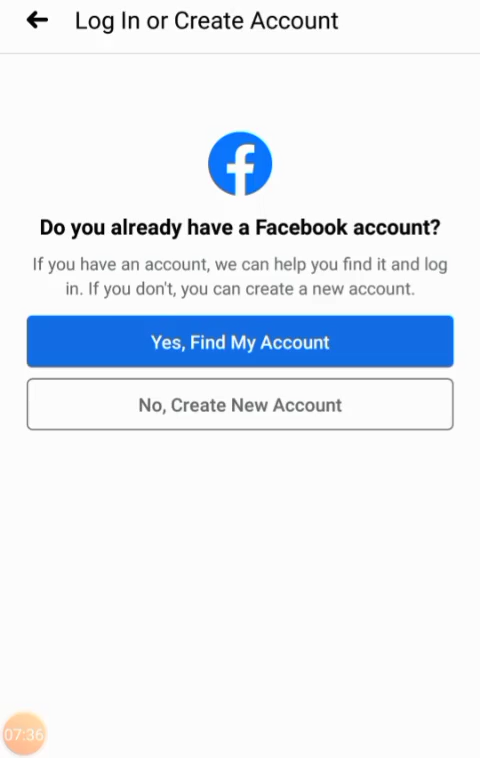 Log In or Create Account
Do you already have a Facebook account?
If you have an account, we can help you find it and log
in. If you don't, you can create a new account.
Yes, Find My Account
No, Create New Account
07:36